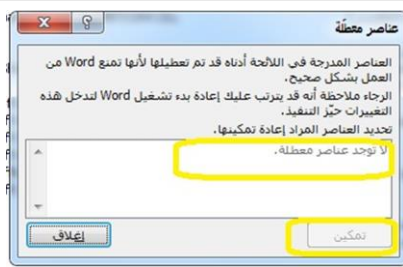 عناصر معطّلة
العناصر المدرجة في اللائحة أدناه قد تم تعطيلها لأنها تمنع Word من
العمل بشكل صحيح.
الرجاء ملاحظة أنه قد يترتب عليك إعادة بدء تشغيل Word لتدخل هذه
التغييرات حيّز التنفيذ.
تحديد العناصر المراد إعادة تمكينها.
لا توجد عناصر معطلة.
تمكين
إغلاق